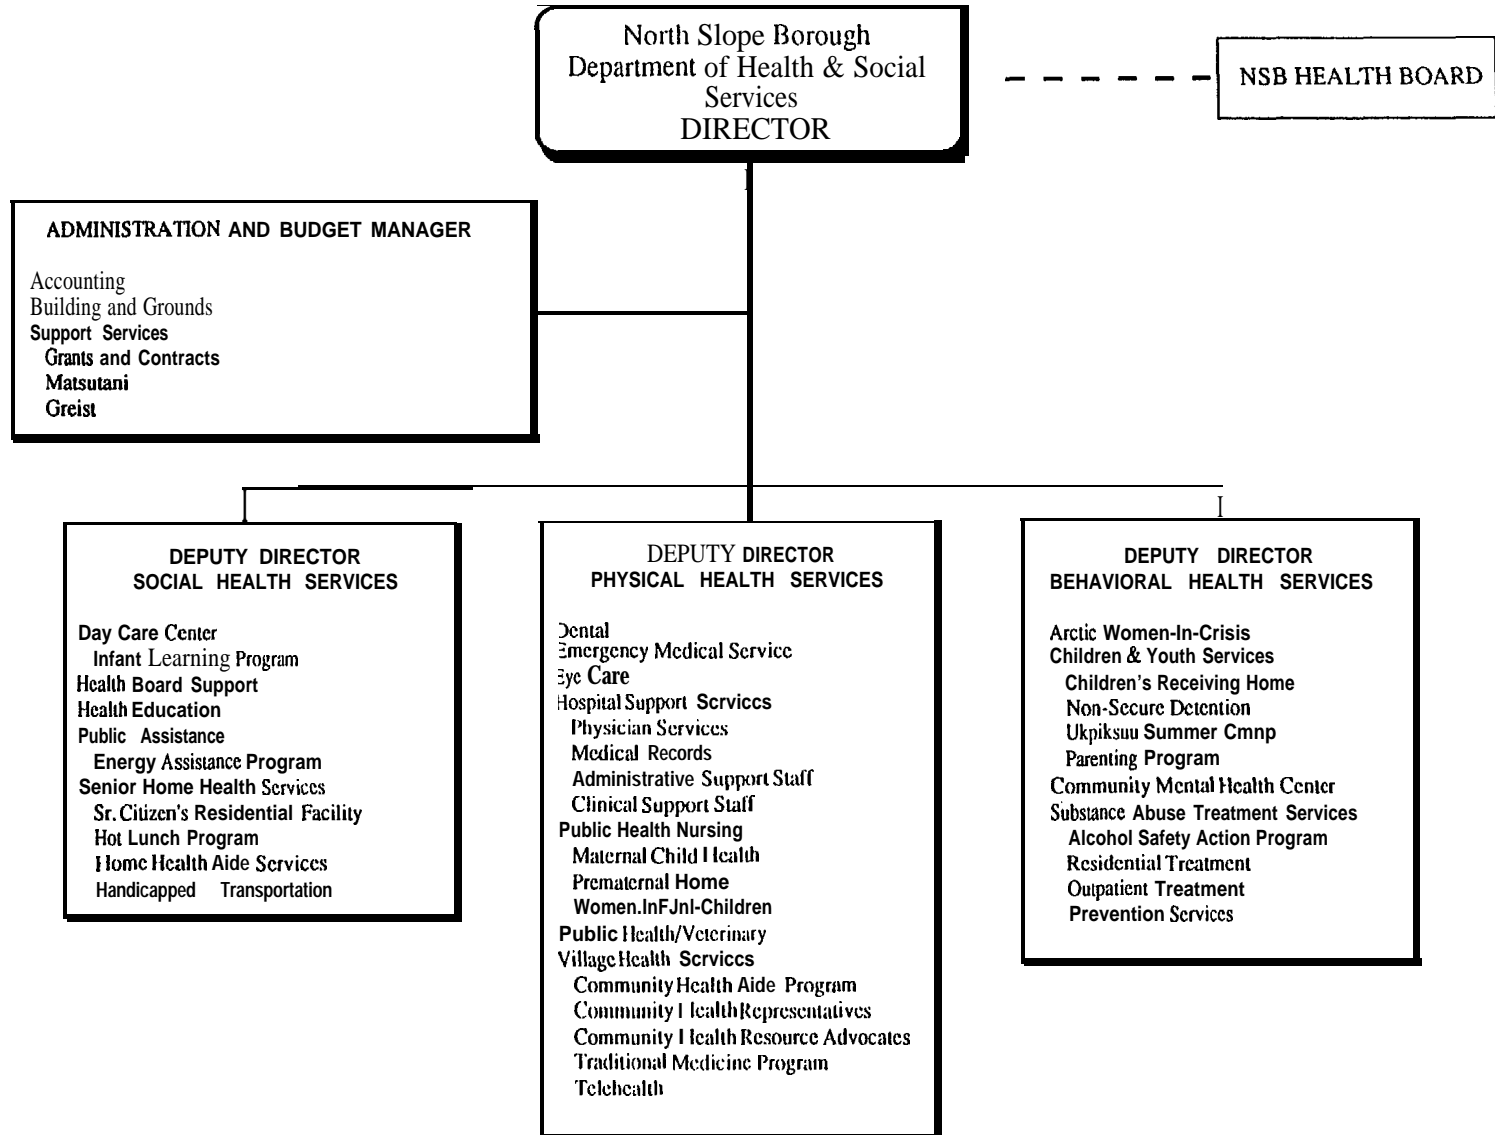 North Slope Borough
Department of Health & Social
Services
DIRECTOR
NSB HEALTH BOARD
ADMINISTRATION AND BUDGET MANAGER
Accounting
Building and Grounds
Support Services
Grants and Contracts
Matsutani
Greist
DEPUTY DIRECTOR
SOCIAL HEALTH SERVICES
Day Care Center
Infant Learning Program
Health Board Support
Health Education
Public Assistance
Energy Assistance Program
Senior Home Health Services
Sr. Citizen's Residential Facility
Hot Lunch Program
Home Health Aide Services
Handicapped Transportation
DEPUTY DIRECTOR
PHYSICAL HEALTH SERVICES
Dental
Emergency Medical Service
Eye Care
Hospital Support Services
Physician Services
Medical Records
Administrative Support Staff
Clinical Support Staff
Public Health Nursing
Maternal Child Health
Prematernal Home
Women.InFJnl-Children
Public Health/Veterinary
Village Health Services
Community Health Aide Program
Community Health Representatives
Community Health Resource Advocates
Traditional Medicine Program
Telehealth
DEPUTY DIRECTOR
BEHAVIORAL HEALTH SERVICES
Arctic Women-In-Crisis
Children & Youth Services
Children's Receiving Home
Non-Secure Detention
Ukpiksuu Summer Cmnp
Parenting Program
Community Mental Health Center
Substance Abuse Treatment Services
Alcohol Safety Action Program
Residential Treatment
Outpatient Treatment
Prevention Services